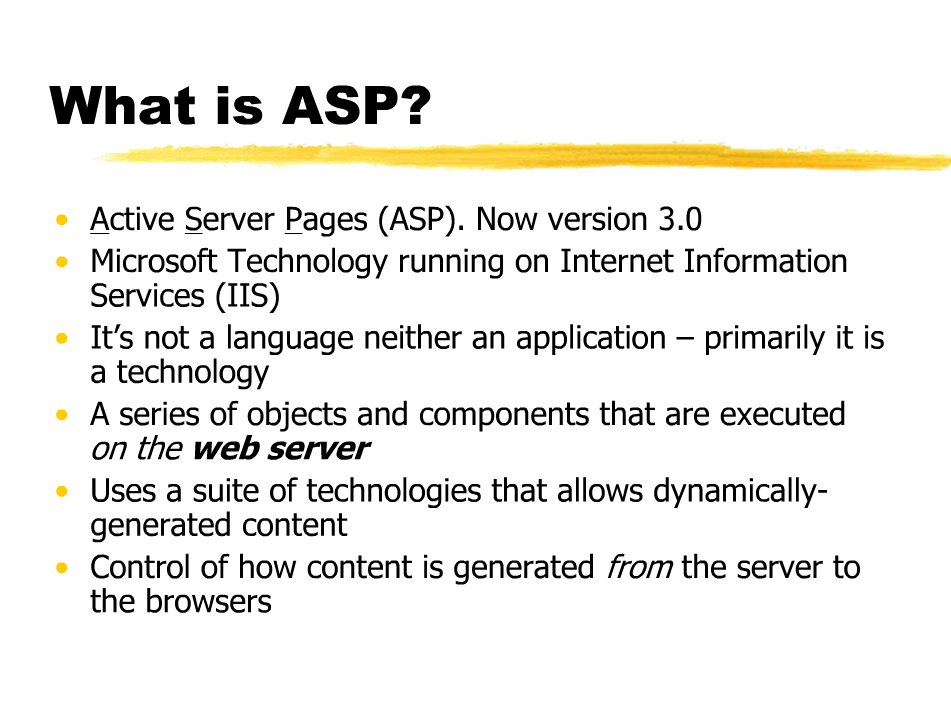 What is ASP?
• Active Server Pages (ASP). Now version 3.0
• Microsoft Technology running on Internet Information
Services (IIS)
• It’s not a language neither an application – primarily it is
a technology
• A series of objects and components that are executed
on the web server
• Uses a suite of technologies that allows dynamically-
generated content
• Control of how content is generated from the server to
the browsers